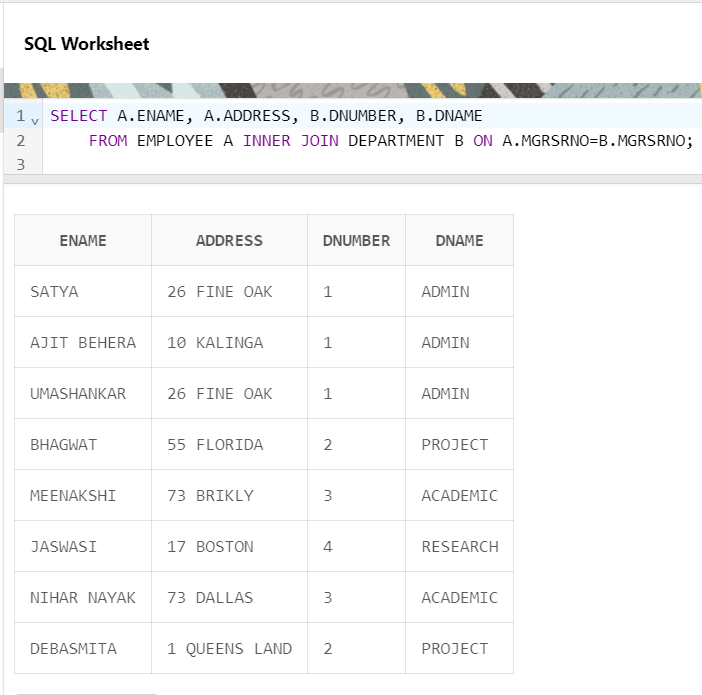 SQL Worksheet
1 SELECT A.ENAME, A.ADDRESS, B.DNUMBER, B.DNAME
2 FROM EMPLOYEE A INNER JOIN DEPARTMENT B ON A.MGRSRNO=B.MGRSRNO;
3
ENAME ADDRESS DNUMBER DNAME
SATYA 26 FINE OAK 1 ADMIN
AJIT BEHERA 10 KALINGA 1 ADMIN
UMASHANKAR 26 FINE OAK 1 ADMIN
BHAGWAT 55 FLORIDA 2 PROJECT
MEENAKSHI 73 BRIKLY 3 ACADEMIC
JASWASI 17 BOSTON 4 RESEARCH
NIHAR NAYAK 73 DALLAS 3 ACADEMIC
DEBASMITA 1 QUEENS LAND 2 PROJECT